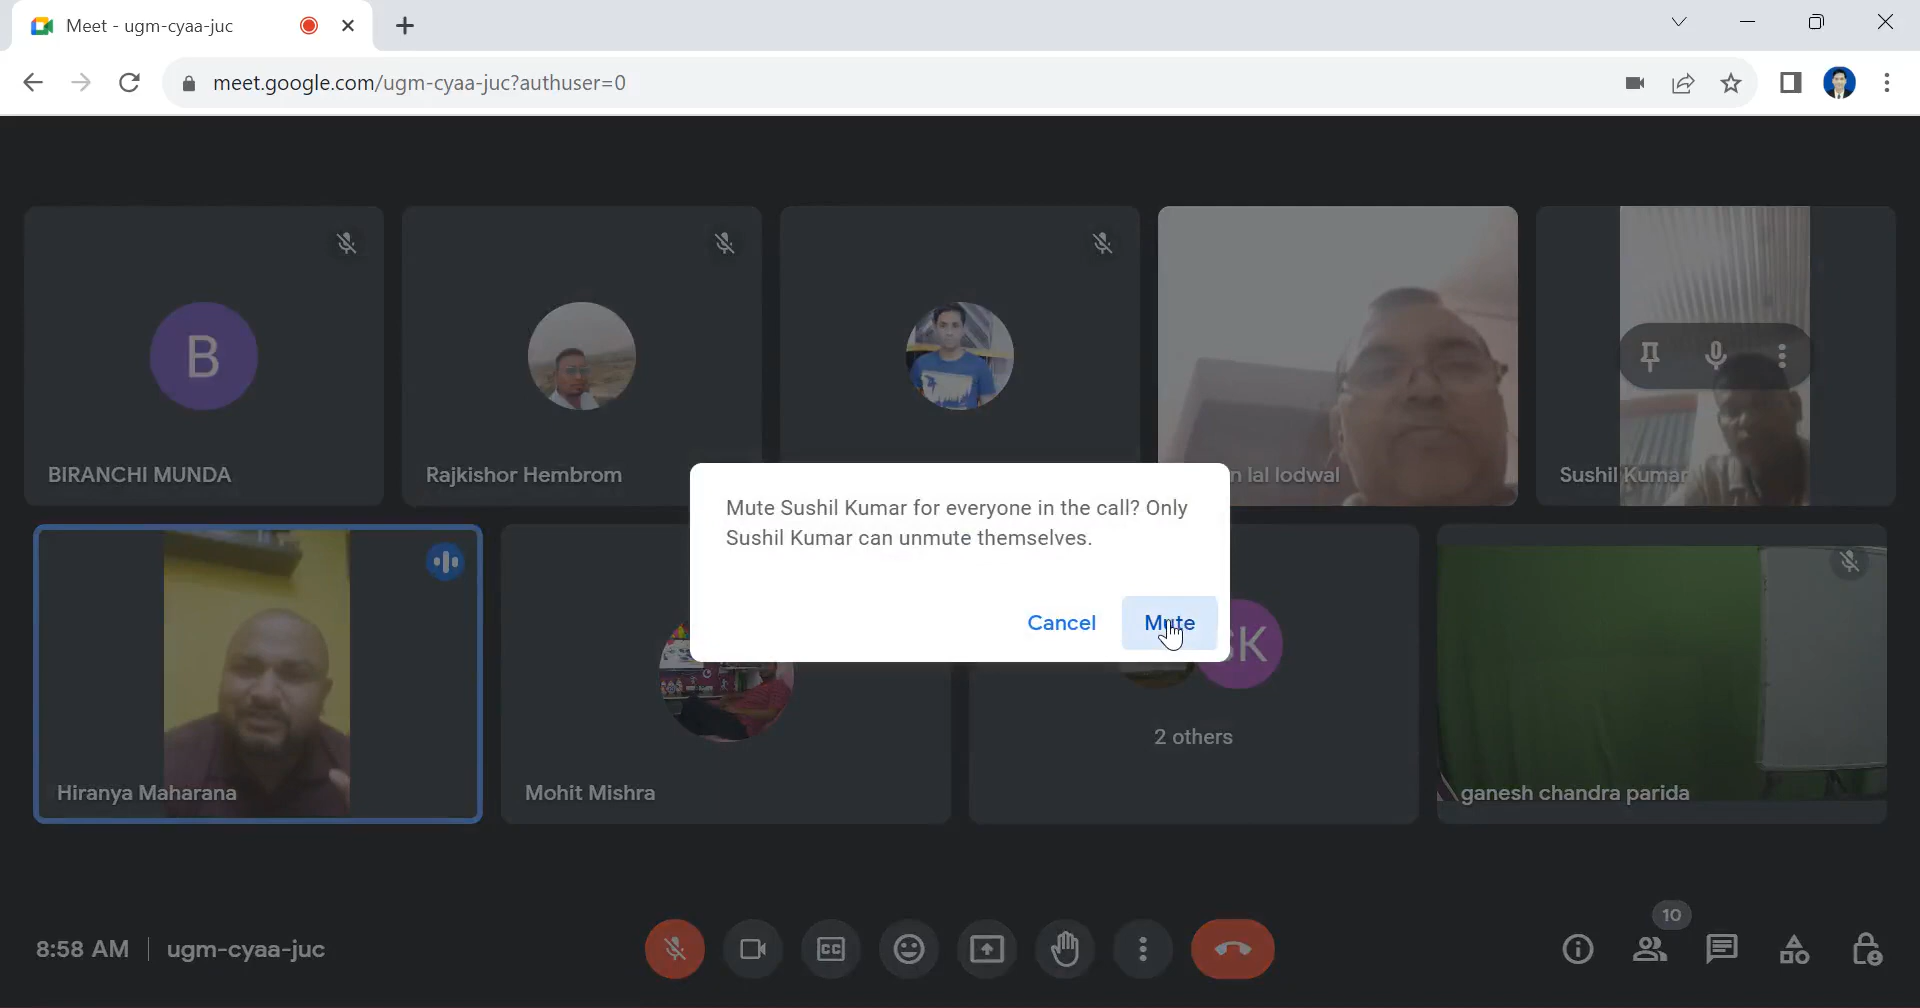 Meet - ugm-cyaa-juc
meet.google.com/ugm-cyaa-juc?authuser=0
B
BIRANCHI MUNDA
Rajkishor Hembrom
n lal lodwal
Sushil Kumar
Mute Sushil Kumar for everyone in the call? Only
Sushil Kumar can unmute themselves.
Cancel
Mute
K
2 others
Hiranya Maharana
Mohit Mishra
ganesh chandra parida
8:58 AM
ugm-cyaa-juc
CC
10